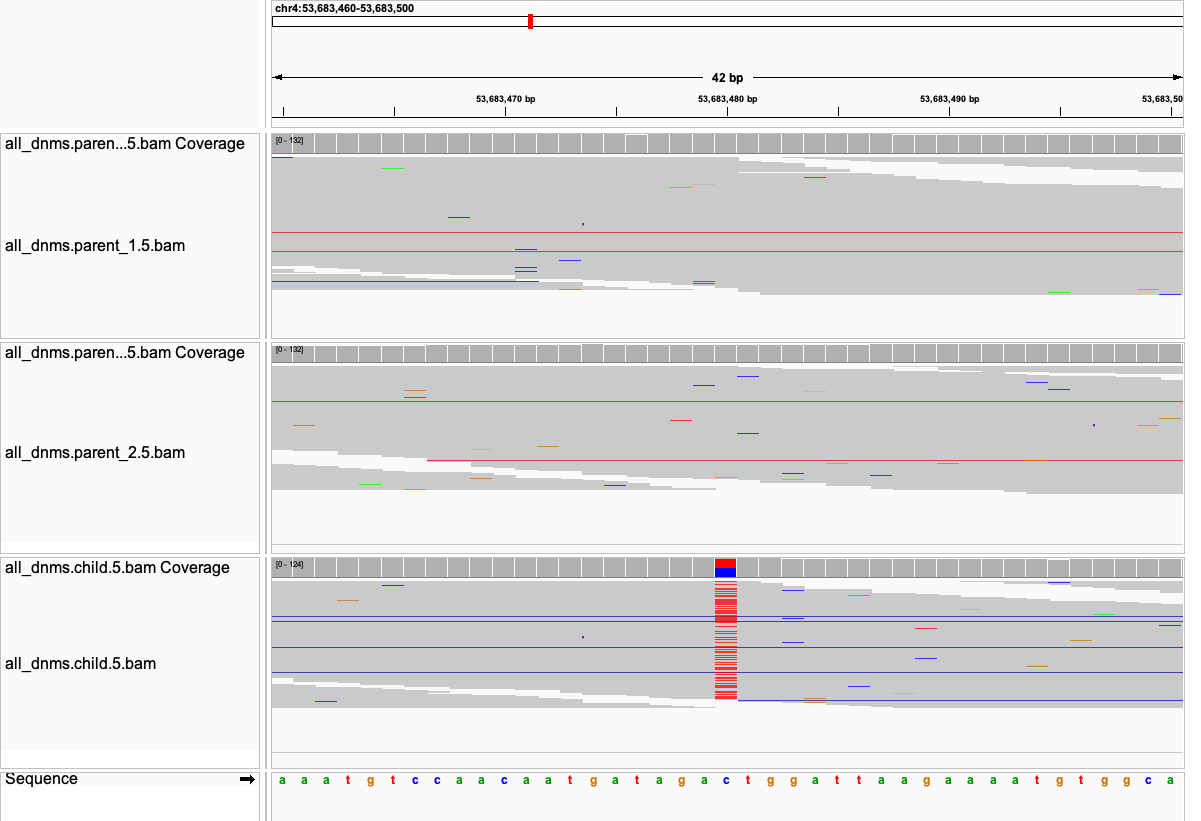 chr4:53,683,460-53,683,500
42 bp
53,683,470 bp 53,683,480 bp 53,683,490 bp 53,683,50
all_dnms.paren...5.bam Coverage
[0 - 132]
all_dnms.parent_1.5.bam
all_dnms.paren...5.bam Coverage
[0 - 132]
all_dnms.parent_2.5.bam
all_dnms.child.5.bam Coverage
[0 - 124]
all_dnms.child.5.bam
Sequence a a a t g t c c a a c a a t g a t a g a c t g g a t t a a g a a a a t g t g g c a